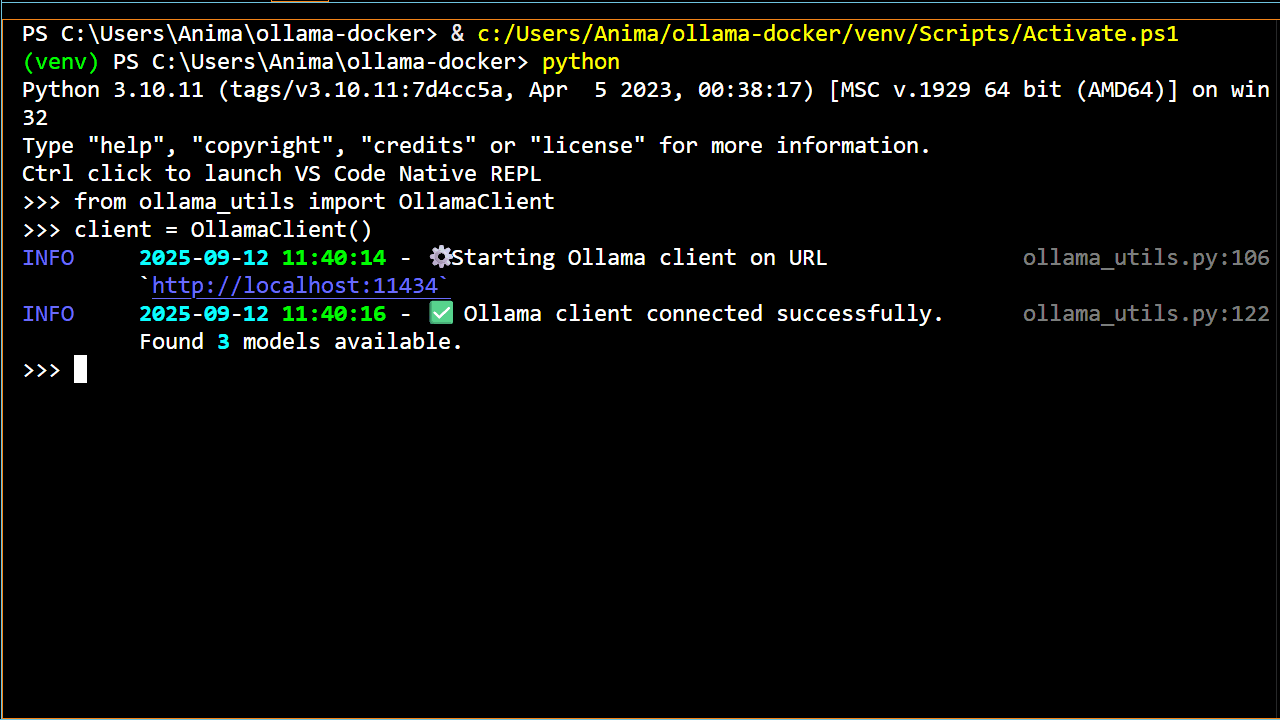 PS C:\Users\Anima\ollama-docker> & c:/Users/Anima/ollama-docker/venv/Scripts/Activate.ps1
(venv) PS C:\Users\Anima\ollama-docker> python
Python 3.10.11 (tags/v3.10.11:7d4cc5a, Apr  5 2023, 00:38:17) [MSC v.1929 64 bit (AMD64)] on win
32
Type "help", "copyright", "credits" or "license" for more information.
Ctrl click to launch VS Code Native REPL
>>> from ollama_utils import OllamaClient
>>> client = OllamaClient()
INFO     2025-09-12 11:40:14 - ⚙️Starting Ollama client on URL               ollama_utils.py:106
         `http://localhost:11434`
INFO     2025-09-12 11:40:16 - ✅ Ollama client connected successfully.      ollama_utils.py:122
         Found 3 models available.
>>>